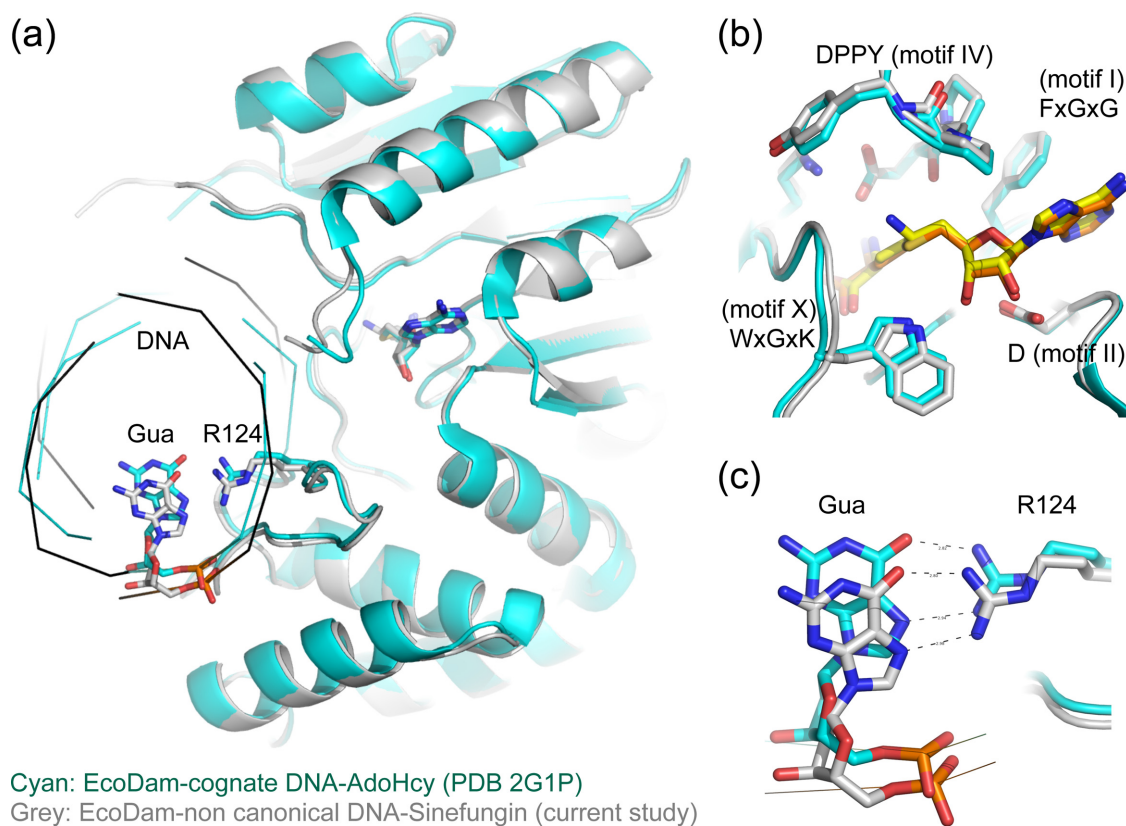 (a)
DNA
Gua
R124
Cyan: EcoDam-cognate DNA-AdoHcy (PDB 2G1P)
Grey: EcoDam-non canonical DNA-Sinefungin (current study)
(b)
DPPY (motif IV)
(motif I)
FxGxG
(motif X)
WxGxK
D (motif II)
(c)
Gua
R124